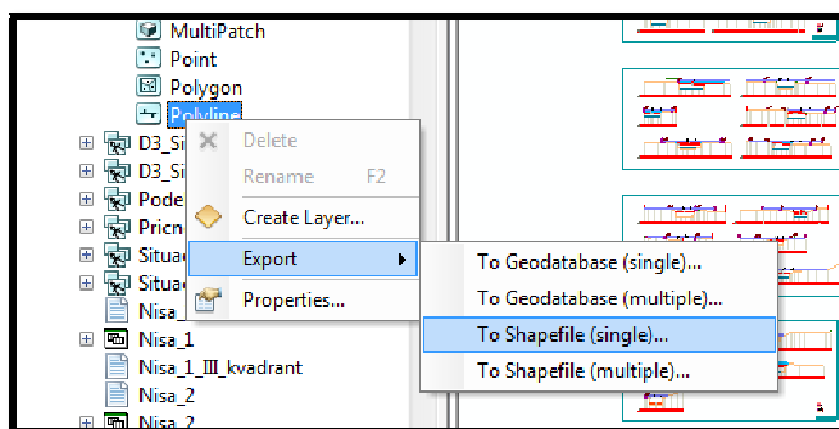 MultiPatch
Point
Polygon
Polyline
D3_Si
D3_Si
Pode
Pricn
Situa
Situa
Nisa_
Nisa_1
Nisa_1_III_kvadrant
Nisa_2
Nisa_2
Delete
Rename F2
Create Layer...
Export
Properties...
To Geodatabase (single)...
To Geodatabase (multiple)...
To Shapefile (single)...
To Shapefile (multiple)...